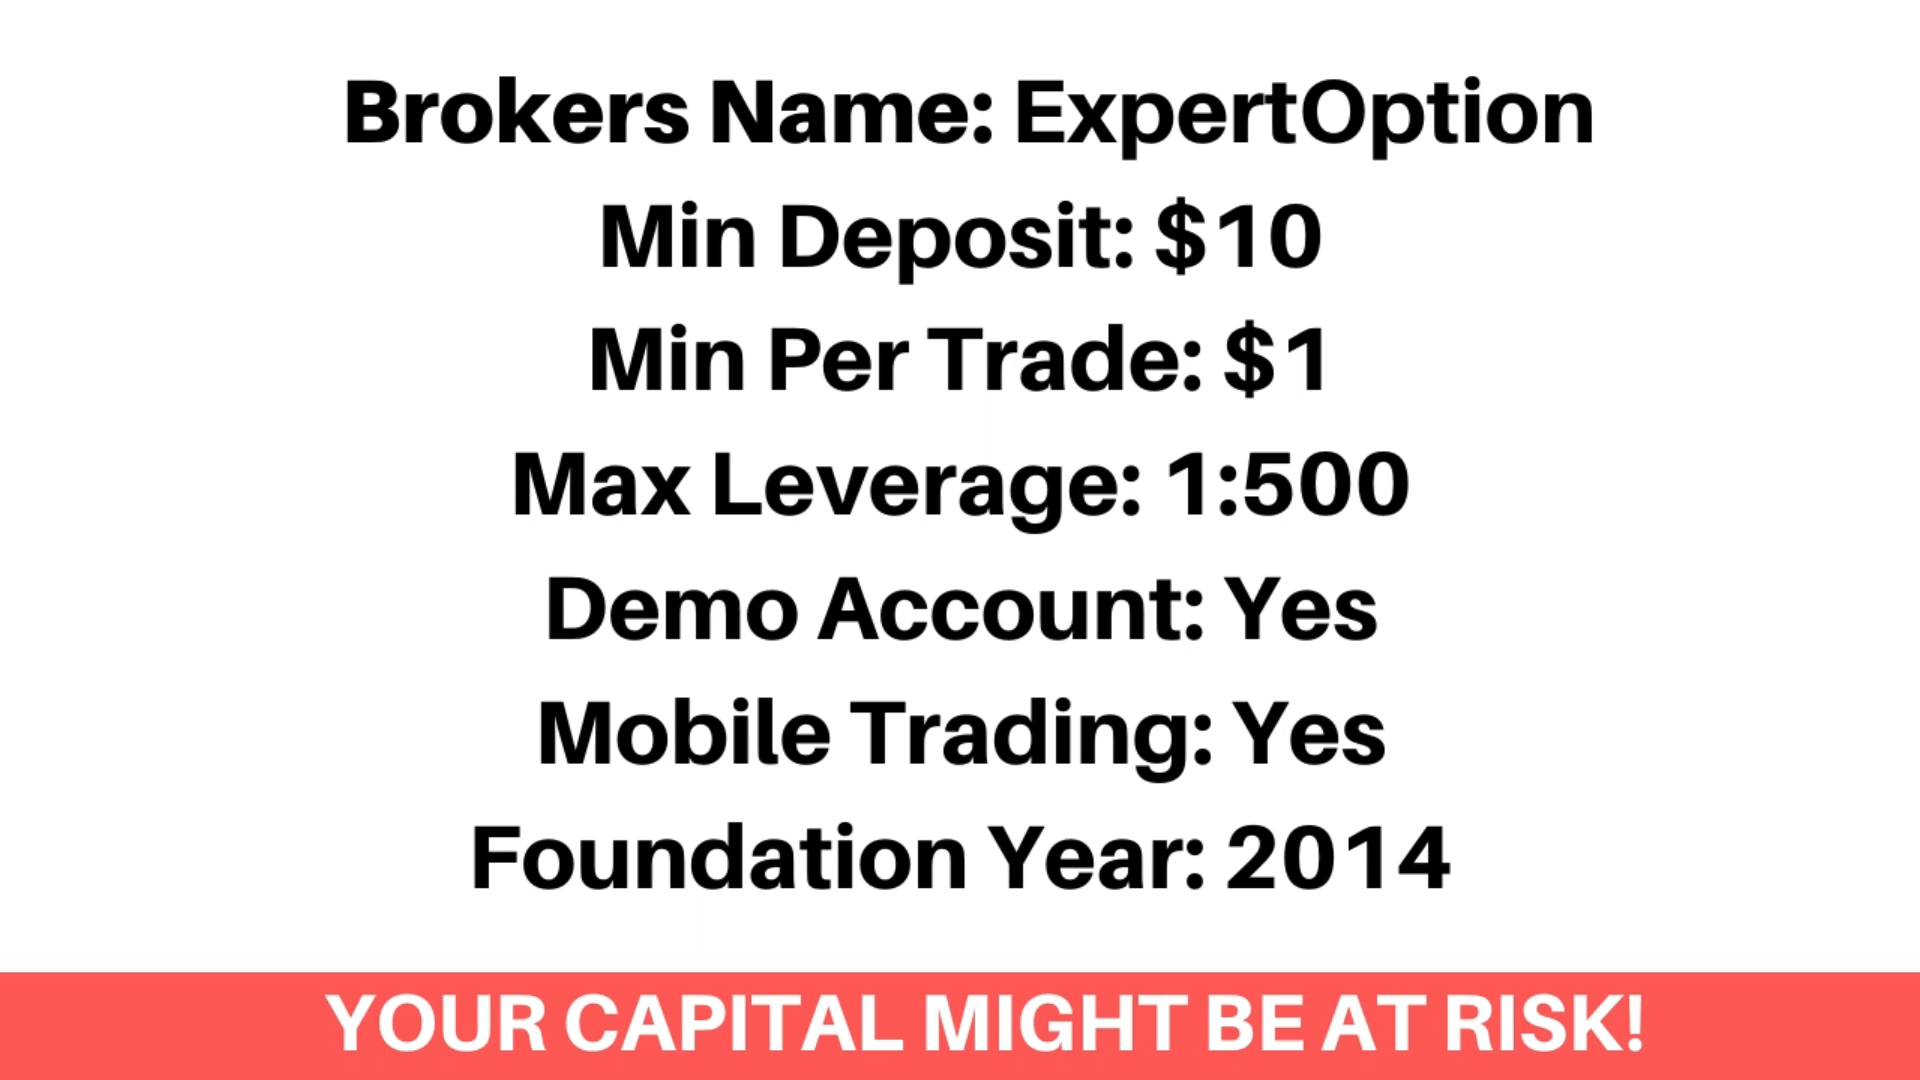 Brokers Name: ExpertOption
Min Deposit: $10
Min Per Trade: $1
Max Leverage: 1:500
Demo Account: Yes
Mobile Trading: Yes
Foundation Year: 2014
YOUR CAPITAL MIGHT BE AT RISK!